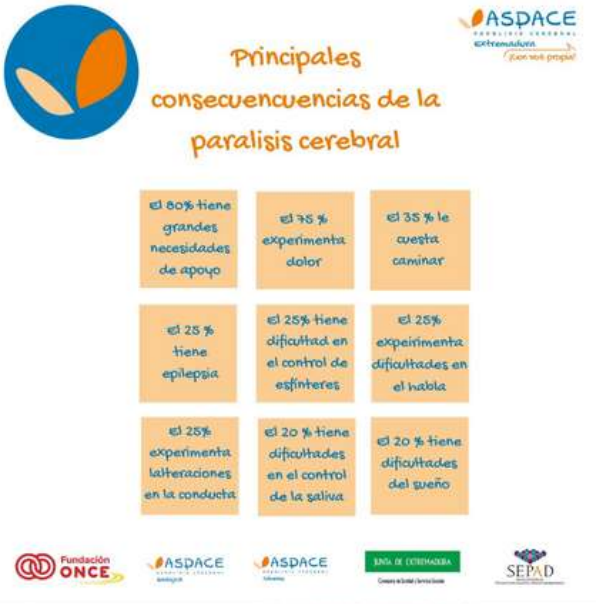 ASPACE
PARALISIS CEREBRAL
extremadura
¡Con voz propia!
Principales
consecuencuencias de la
paralisis cerebral
El 80% tiene
grandes
necesidades
de apoyo
El 75 %
experimenta
dolor
El 35 % le
cuesta
caminar
El 25 %
tiene
epilepsia
El 25% tiene
dificultad en
el control de
esfínteres
El 25%
expeirimenta
dificultades en
el habla
El 25%
experimenta
lalteraciones
en la conducta
El 20 % tiene
dificultades
en el control
de la saliva
El 20 % tiene
dificultades
del sueño
Fundación
ONCE
ASPACE
ASPACE
JUNTA DE EXTREMADURA
SEPAD